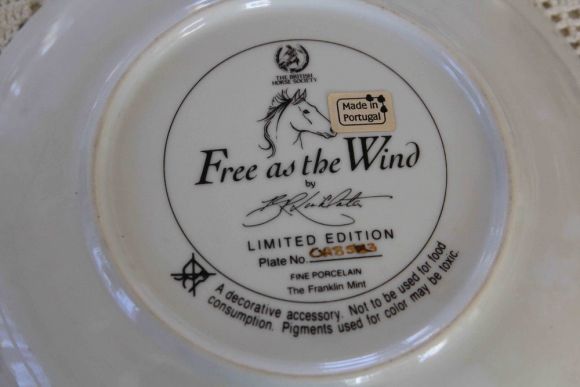 THE BRITISH
HORSE SOCIETY
Made in
Portugal
Free as the Wind
by
LIMITED EDITION
Plate No.
FINE PORCELAIN
The Franklin Mint
A decorative accessory. Not to be used for food
consumption. Pigments used for color may be toxic.